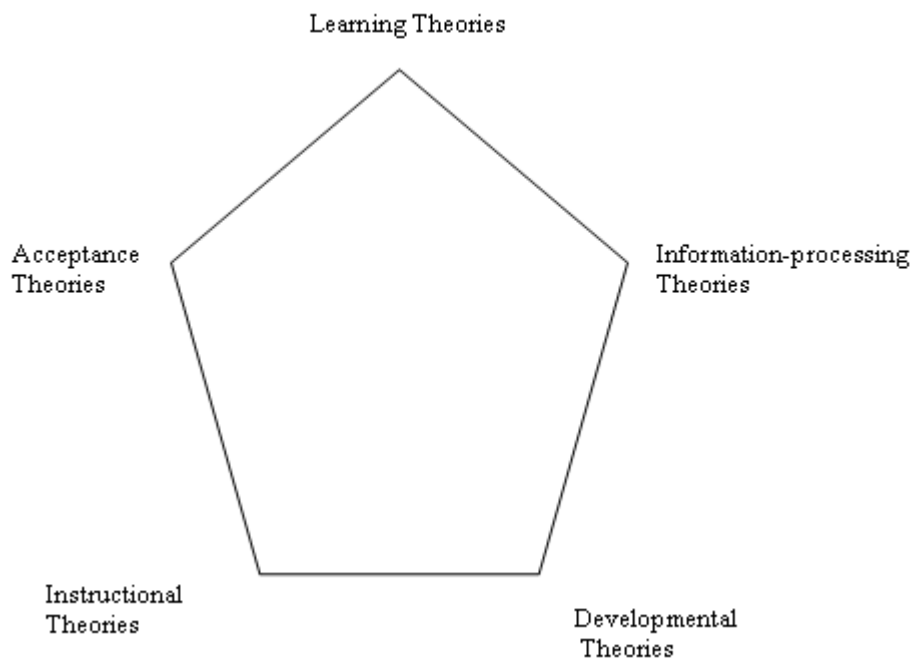 Learning Theories
Acceptance
Theories
Information-processing
Theories
Instructional
Theories
Developmental
Theories